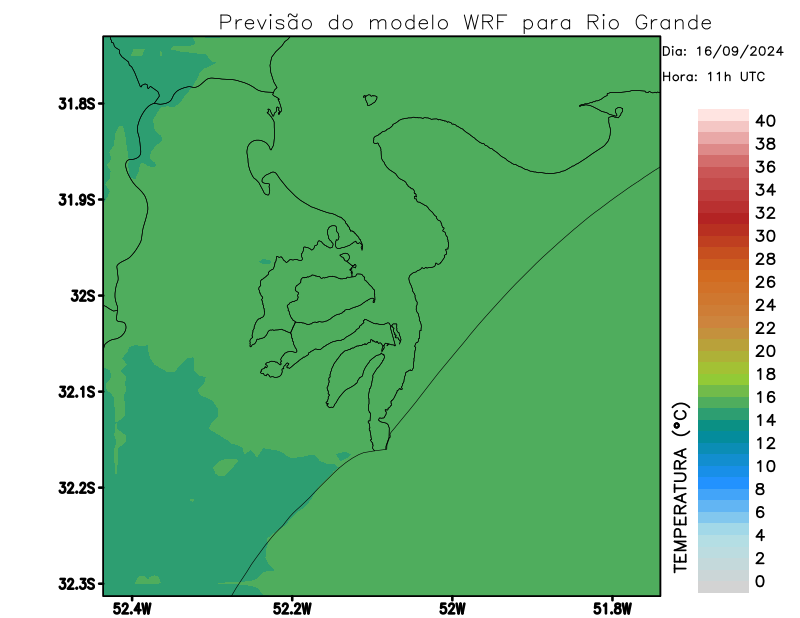 Previsão do modelo WRF para Rio Grande
Dia: 16/09/2024
Hora: 11h UTC
31.8S
31.9S
32S
32.1S
32.2S
32.3S
52.4W
52.2W
52W
51.8W
TEMPERATURA (°C)
40
38
36
34
32
30
28
26
24
22
20
18
16
14
12
10
8
6
4
2
0